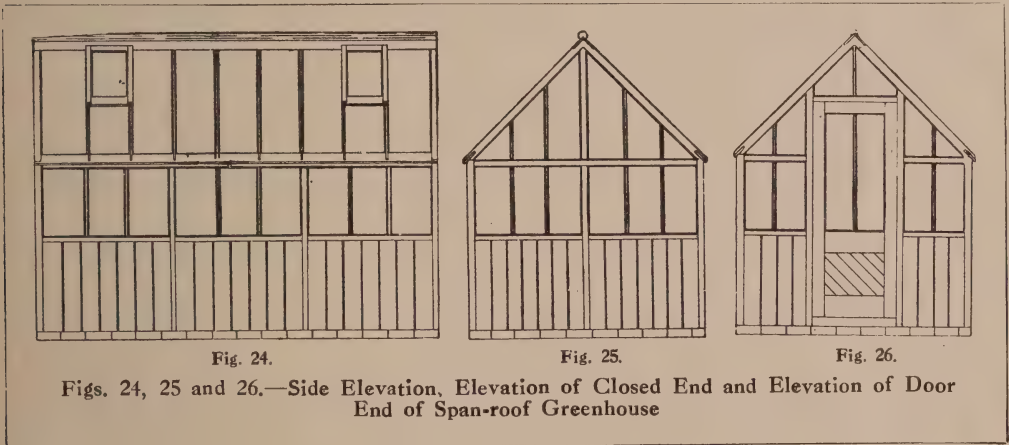 Fig. 24.
Fig. 25.
Fig. 26.
Figs. 24, 25 and 26.—Side Elevation, Elevation of Closed End and Elevation of Door
End of Span-roof Greenhouse